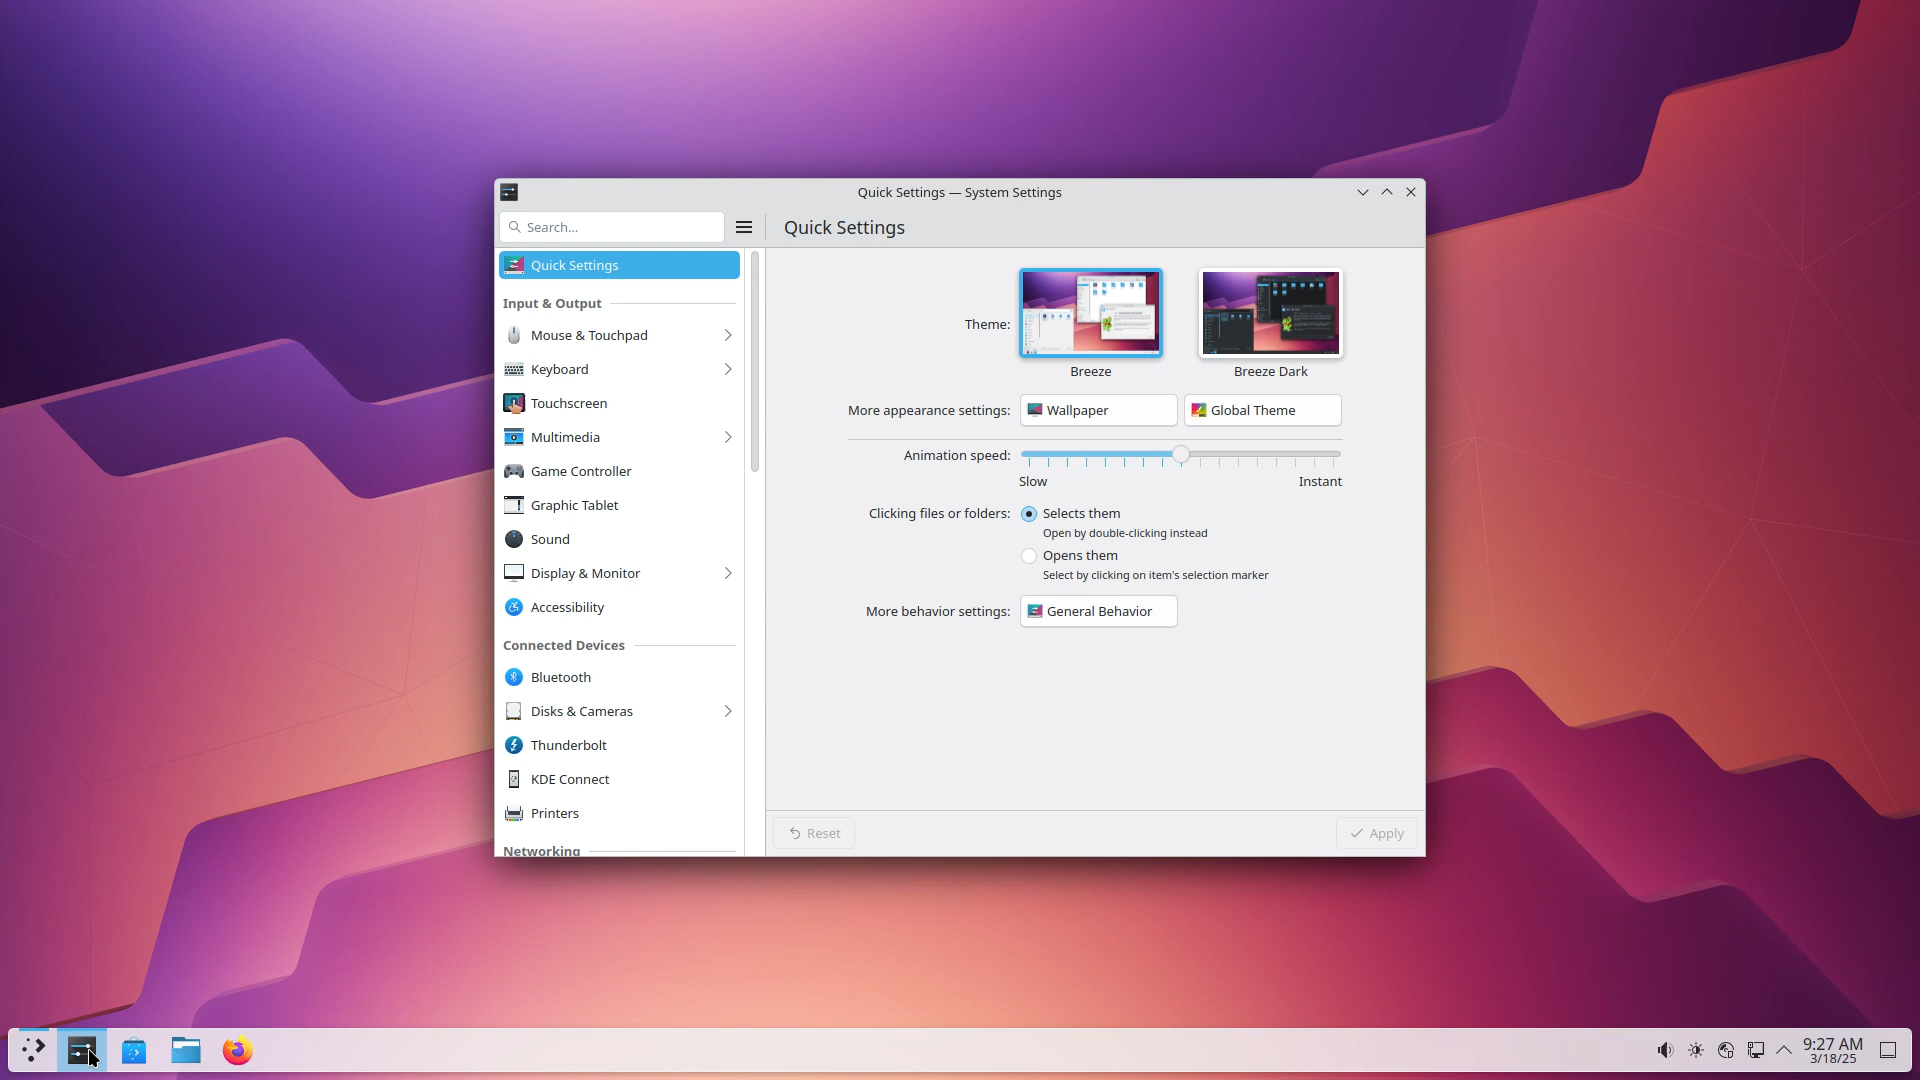 Quick Settings — System Settings
Search...
Quick Settings
Quick Settings
Input & Output
Mouse & Touchpad
Keyboard
Touchscreen
Multimedia
Game Controller
Graphic Tablet
Sound
Display & Monitor
Accessibility
Connected Devices
Bluetooth
Disks & Cameras
Thunderbolt
KDE Connect
Printers
Networking
Theme:
Breeze
Breeze Dark
More appearance settings:
Wallpaper
Global Theme
Animation speed:
Slow
Instant
Clicking files or folders:
Selects them
Open by double-clicking instead
Opens them
Select by clicking on item's selection marker
More behavior settings:
General Behavior
Reset
Apply
9:27 AM
3/18/25